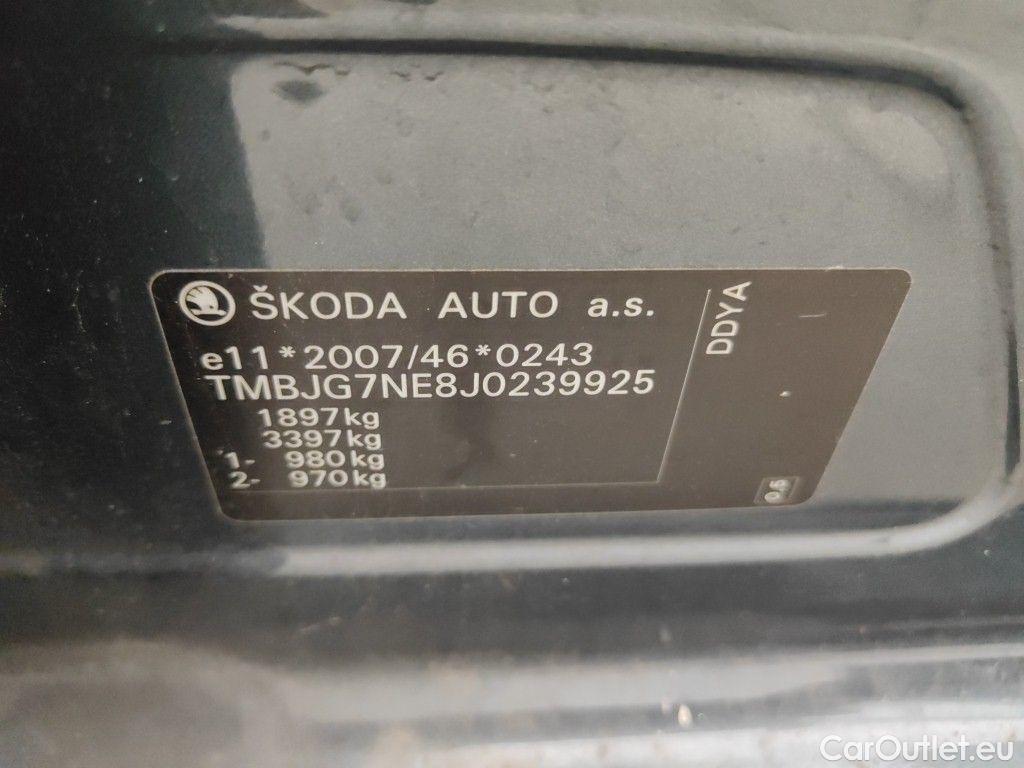 ŠKODA AUTO a.s.
e11*2007/46*0243
TMBJG7NE8J0239925
1897kg
3397kg
1- 980kg
2- 970kg
DDYA
CarOutlet.eu